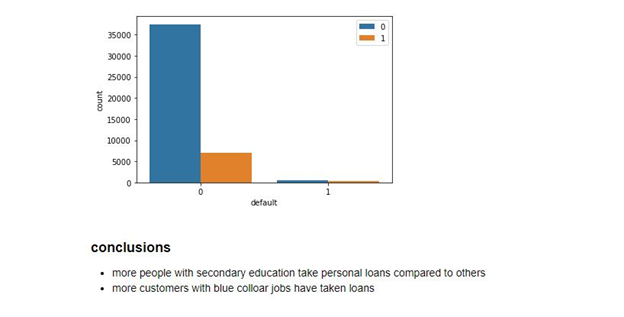 35000
0
1
30000
25000
20000
15000
10000
5000
0
count
0 1
default
conclusions
• more people with secondary education take personal loans compared to others
• more customers with blue colloar jobs have taken loans